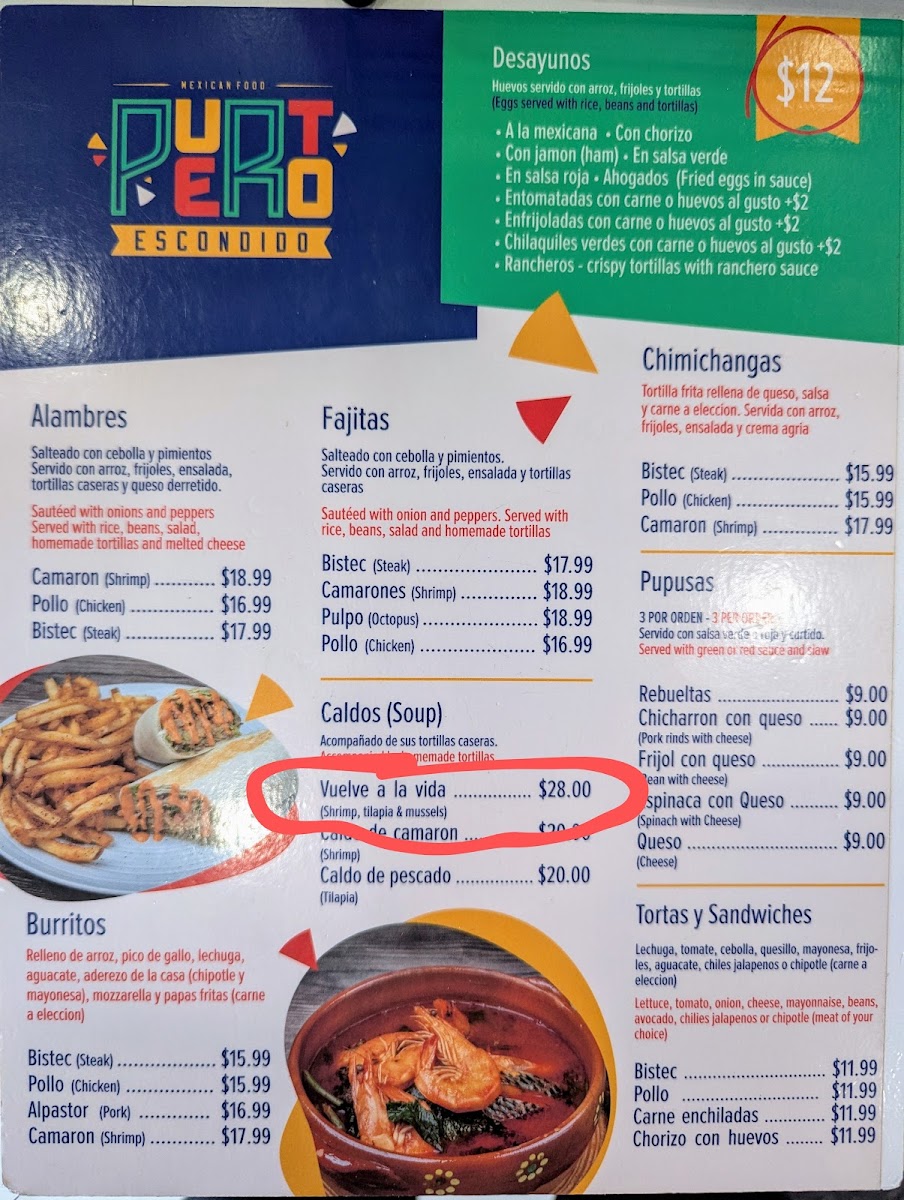 MEXICAN FOOD
PUERTO
ESCONDIDO
Desayunos
$12
Huevos servido con arroz, frijoles y tortillas
(Eggs served with rice, beans and tortillas)
• A la mexicana • Con chorizo
• Con jamon (ham) • En salsa verde
• En salsa roja • Ahogados (Fried eggs in sauce)
• Entomatadas con carne o huevos al gusto +$2
• Enfrijoladas con carne o huevos al gusto +$2
• Chilaquiles verdes con carne o huevos al gusto +$2
• Rancheros - crispy tortillas with ranchero sauce
Alambres
Salteado con cebolla y pimientos
Servido con arroz, frijoles, ensalada,
tortillas caseras y queso derretido.
Sautéed with onions and peppers
Served with rice, beans, salad,
homemade tortillas and melted cheese
Camaron (Shrimp) ........... $18.99
Pollo (Chicken) ............... $16.99
Bistec (Steak) ................ $17.99
Fajitas
Salteado con cebolla y pimientos.
Servido con arroz, frijoles, ensalada y tortillas
caseras
Sautéed with onion and peppers. Served with
rice, beans, salad and homemade tortillas
Bistec (Steak) ...................... $17.99
Camarones (Shrimp) .............. $18.99
Pulpo (Octopus) .................... $18.99
Pollo (Chicken) ..................... $16.99
Chimichangas
Tortilla frita rellena de queso, salsa
y carne a eleccion. Servida con arroz,
frijoles, ensalada y crema agria
Bistec (Steak) .................... $15.99
Pollo (Chicken) ................... $15.99
Camaron (Shrimp) .............. $17.99
Pupusas
3 POR ORDEN - 3 PER ORDER
Servido con salsa verde o roja y curtido.
Served with green or red sauce and slaw
Rebueltas ...................... $9.00
Chicharron con queso ...... $9.00
(Pork rinds with cheese)
Frijol con queso .............. $9.00
ean with cheese)
spinaca con Queso ......... $9.00
(Spinach with Cheese)
Queso ........................... $9.00
(Cheese)
Caldos (Soup)
Acompañado de sus tortillas caseras.
memade tortillas
Vuelve a la vida .............. $28.00
(Shrimp, tilapia & mussels)
de camaron .... $20.00
(Shrimp)
Caldo de pescado .............. $20.00
(Tilapia)
Burritos
Relleno de arroz, pico de gallo, lechuga,
aguacate, aderezo de la casa (chipotle y
mayonesa), mozzarella y papas fritas (carne
a eleccion)
Bistec (Steak) .................. $15.99
Pollo (Chicken) ................ $15.99
Alpastor (Pork) ............. $16.99
Camaron (Shrimp) ............ $17.99
Tortas y Sandwiches
Lechuga, tomate, cebolla, quesillo, mayonesa, frijo-
les, aguacate, chiles jalapenos o chipotle (carne a
eleccion)
Lettuce, tomato, onion, cheese, mayonnaise, beans,
avocado, chilies jalapenos or chipotle (meat of your
choice)
Bistec ......................... $11.99
Pollo .......................... $11.99
Carne enchiladas ............ $11.99
Chorizo con huevos ........ $11.99